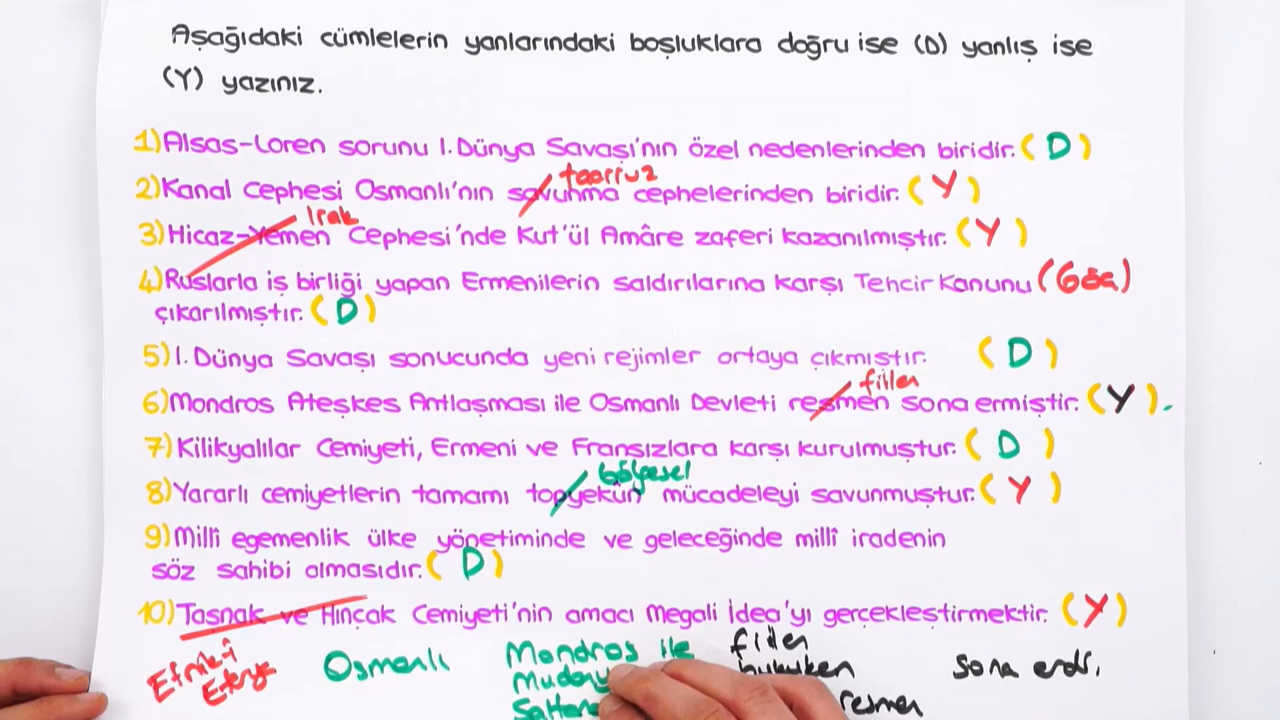 Aşağıdaki cümlelerin yanlarındaki boşluklara doğru ise (D) yanlış ise
(Y) yazınız.
1) Alsas-Loren sorunu I. Dünya Savaşı'nın özel nedenlerinden biridir. (D)
taarruz
2) Kanal Cephesi Osmanlı'nın savunma cephelerinden biridir. (Y)
Irak
3) Hicaz-Yemen Cephesi'nde Kut'ül Amâre zaferi kazanılmıştır. (Y)
4) Ruslarla iş birliği yapan Ermenilerin saldırılarına karşı Tehcir Kanunu (Göç)
çıkarılmıştır. (D)
5) I. Dünya Savaşı sonucunda yeni rejimler ortaya çıkmıştır. (D)
fiilen
6) Mondros Ateşkes Antlaşması ile Osmanlı Devleti resmen sona ermiştir. (Y).
7) Kilikyalılar Cemiyeti, Ermeni ve Fransızlara karşı kurulmuştur. (D)
bölgesel
8) Yararlı cemiyetlerin tamamı topyekûn mücadeleyi savunmuştur. (Y)
9) Millî egemenlik ülke yönetiminde ve geleceğinde millî iradenin
söz sahibi olmasıdır. (D)
10) Taşnak ve Hınçak Cemiyeti'nin amacı Megali İdea'yı gerçekleştirmektir. (Y)
Etnik-i Eterya
Osmanlı
Mondros ile fiilen
sona erdi.
resmen